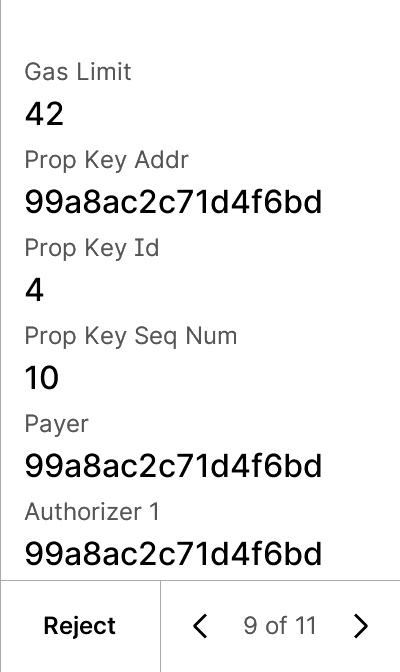 Gas Limit
42
Prop Key Addr
99a8ac2c71d4f6bd
Prop Key Id
4
Prop Key Seq Num
10
Payer
99a8ac2c71d4f6bd
Authorizer 1
99a8ac2c71d4f6bd
Reject 9 of 11